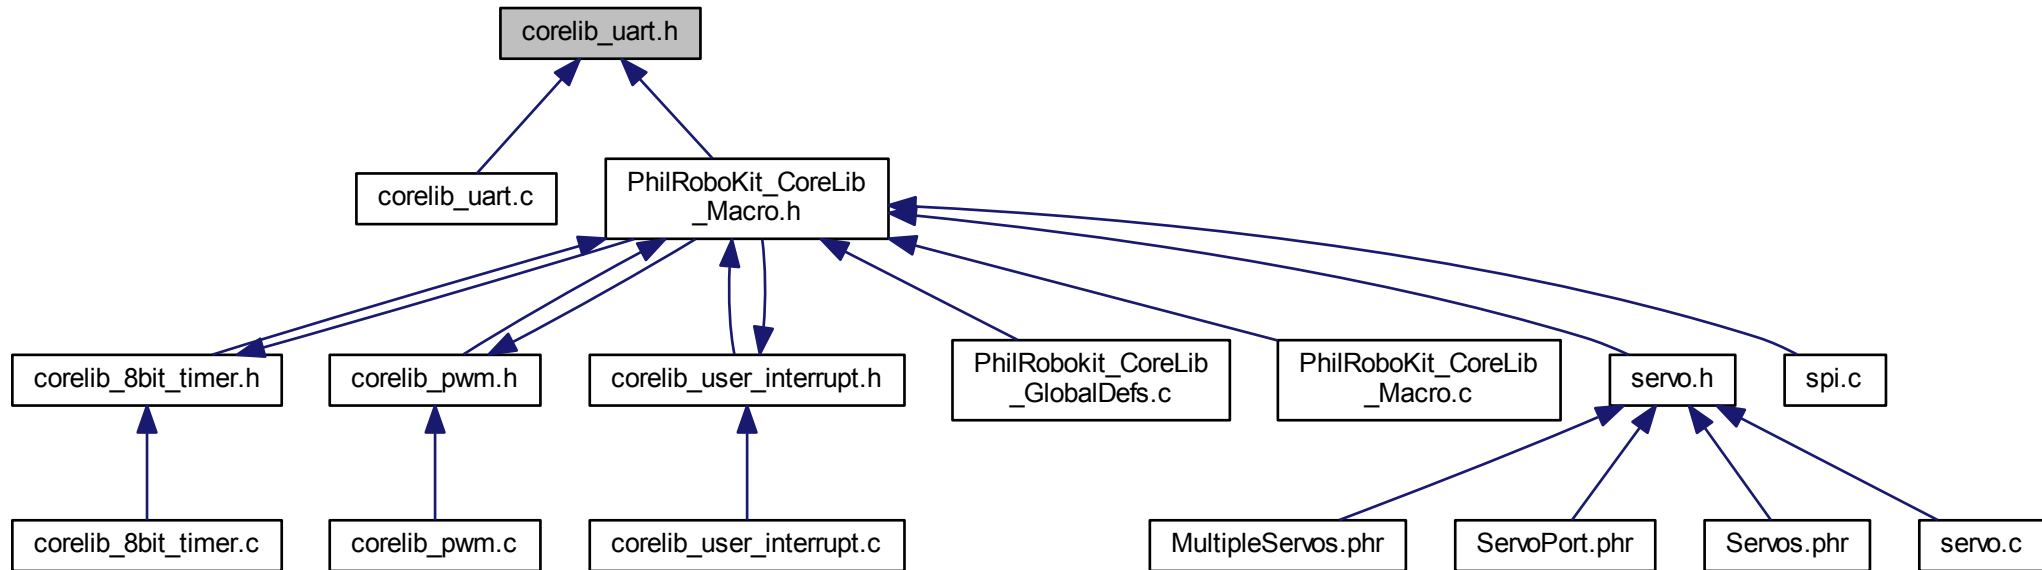 corelib_uart.h
corelib_uart.c
PhilRoboKit_CoreLib
_Macro.h
corelib_8bit_timer.h
corelib_pwm.h
corelib_user_interrupt.h
PhilRobokit_CoreLib
_GlobalDefs.c
PhilRoboKit_CoreLib
_Macro.c
servo.h
spi.c
corelib_8bit_timer.c
corelib_pwm.c
corelib_user_interrupt.c
MultipleServos.phr
ServoPort.phr
Servos.phr
servo.c